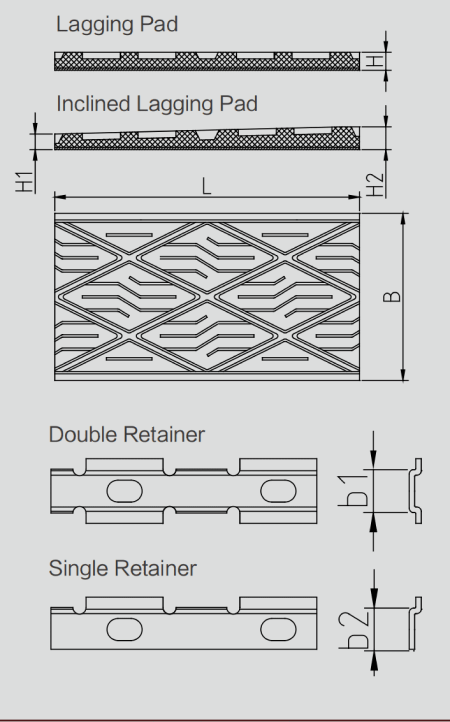 Lagging Pad
H
Inclined Lagging Pad
H1
H2
L
B
Double Retainer
b1
Single Retainer
b2